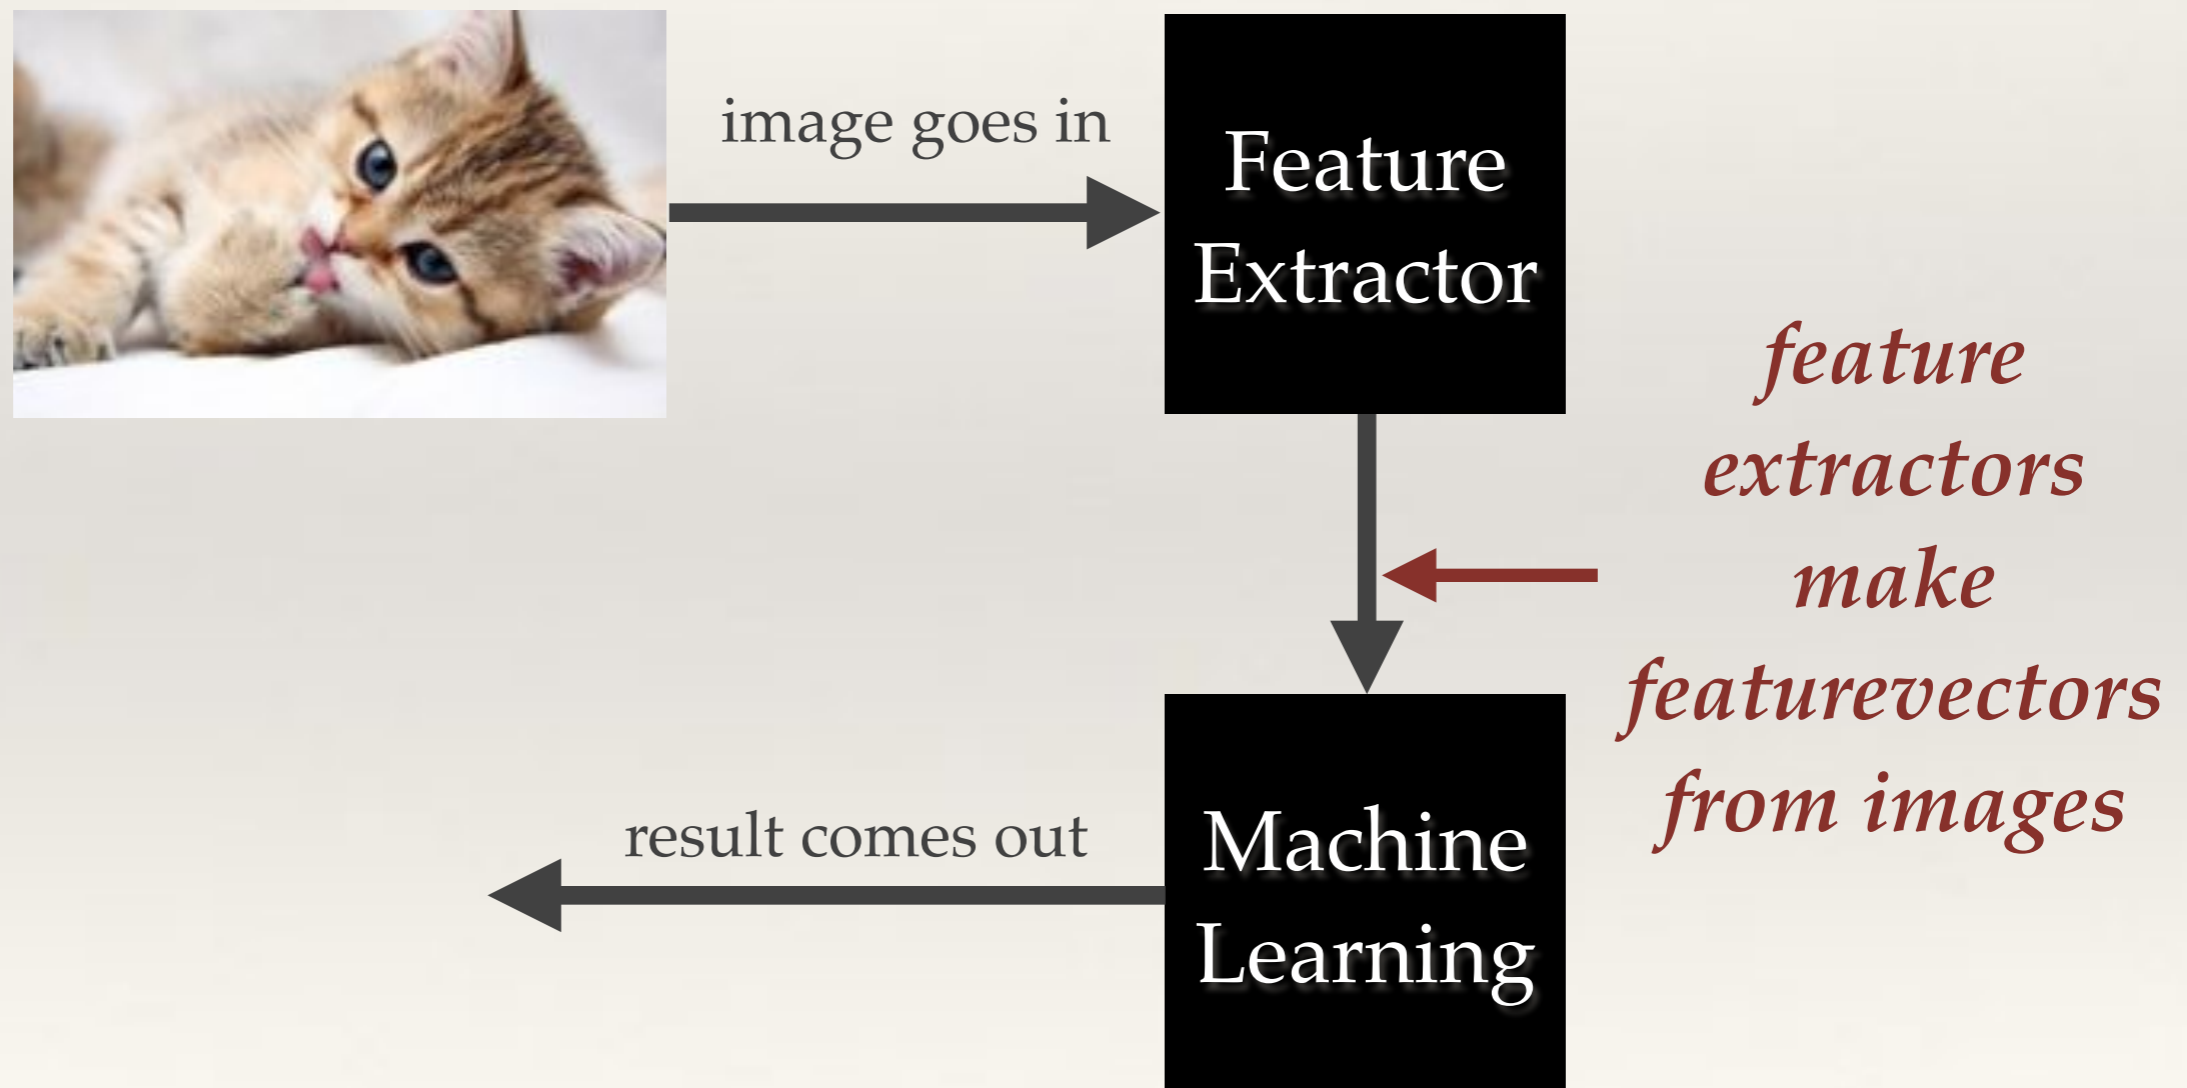 image goes in
Feature
Extractor
feature
extractors
make
featurevectors
from images
result comes out
Machine
Learning